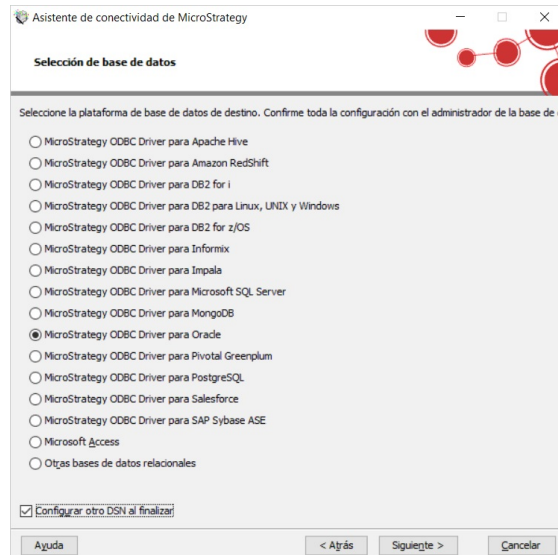 Asistente de conectividad de MicroStrategy
Selección de base de datos
Seleccione la plataforma de base de datos de destino. Confirme toda la configuración con el administrador de la base de
MicroStrategy ODBC Driver para Apache Hive
MicroStrategy ODBC Driver para Amazon RedShift
MicroStrategy ODBC Driver para DB2 for i
MicroStrategy ODBC Driver para DB2 para Linux, UNIX y Windows
MicroStrategy ODBC Driver para DB2 for z/OS
MicroStrategy ODBC Driver para Informix
MicroStrategy ODBC Driver para Impala
MicroStrategy ODBC Driver para Microsoft SQL Server
MicroStrategy ODBC Driver para MongoDB
MicroStrategy ODBC Driver para Oracle
MicroStrategy ODBC Driver para Pivotal Greenplum
MicroStrategy ODBC Driver para PostgreSQL
MicroStrategy ODBC Driver para Salesforce
MicroStrategy ODBC Driver para SAP Sybase ASE
Microsoft Access
Otras bases de datos relacionales
Configurar otro DSN al finalizar
Ayuda < Atrás Siguiente > Cancelar